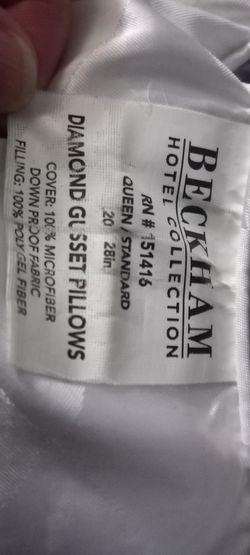 BECKHAM
HOTEL COLLECTION
RN # 151416
QUEEN / STANDARD
20 28in.
DIAMOND GUSSET PILLOWS
COVER: 100% MICROFIBER
DOWN PROOF FABRIC
FILLING: 100% POLY GEL FIBER